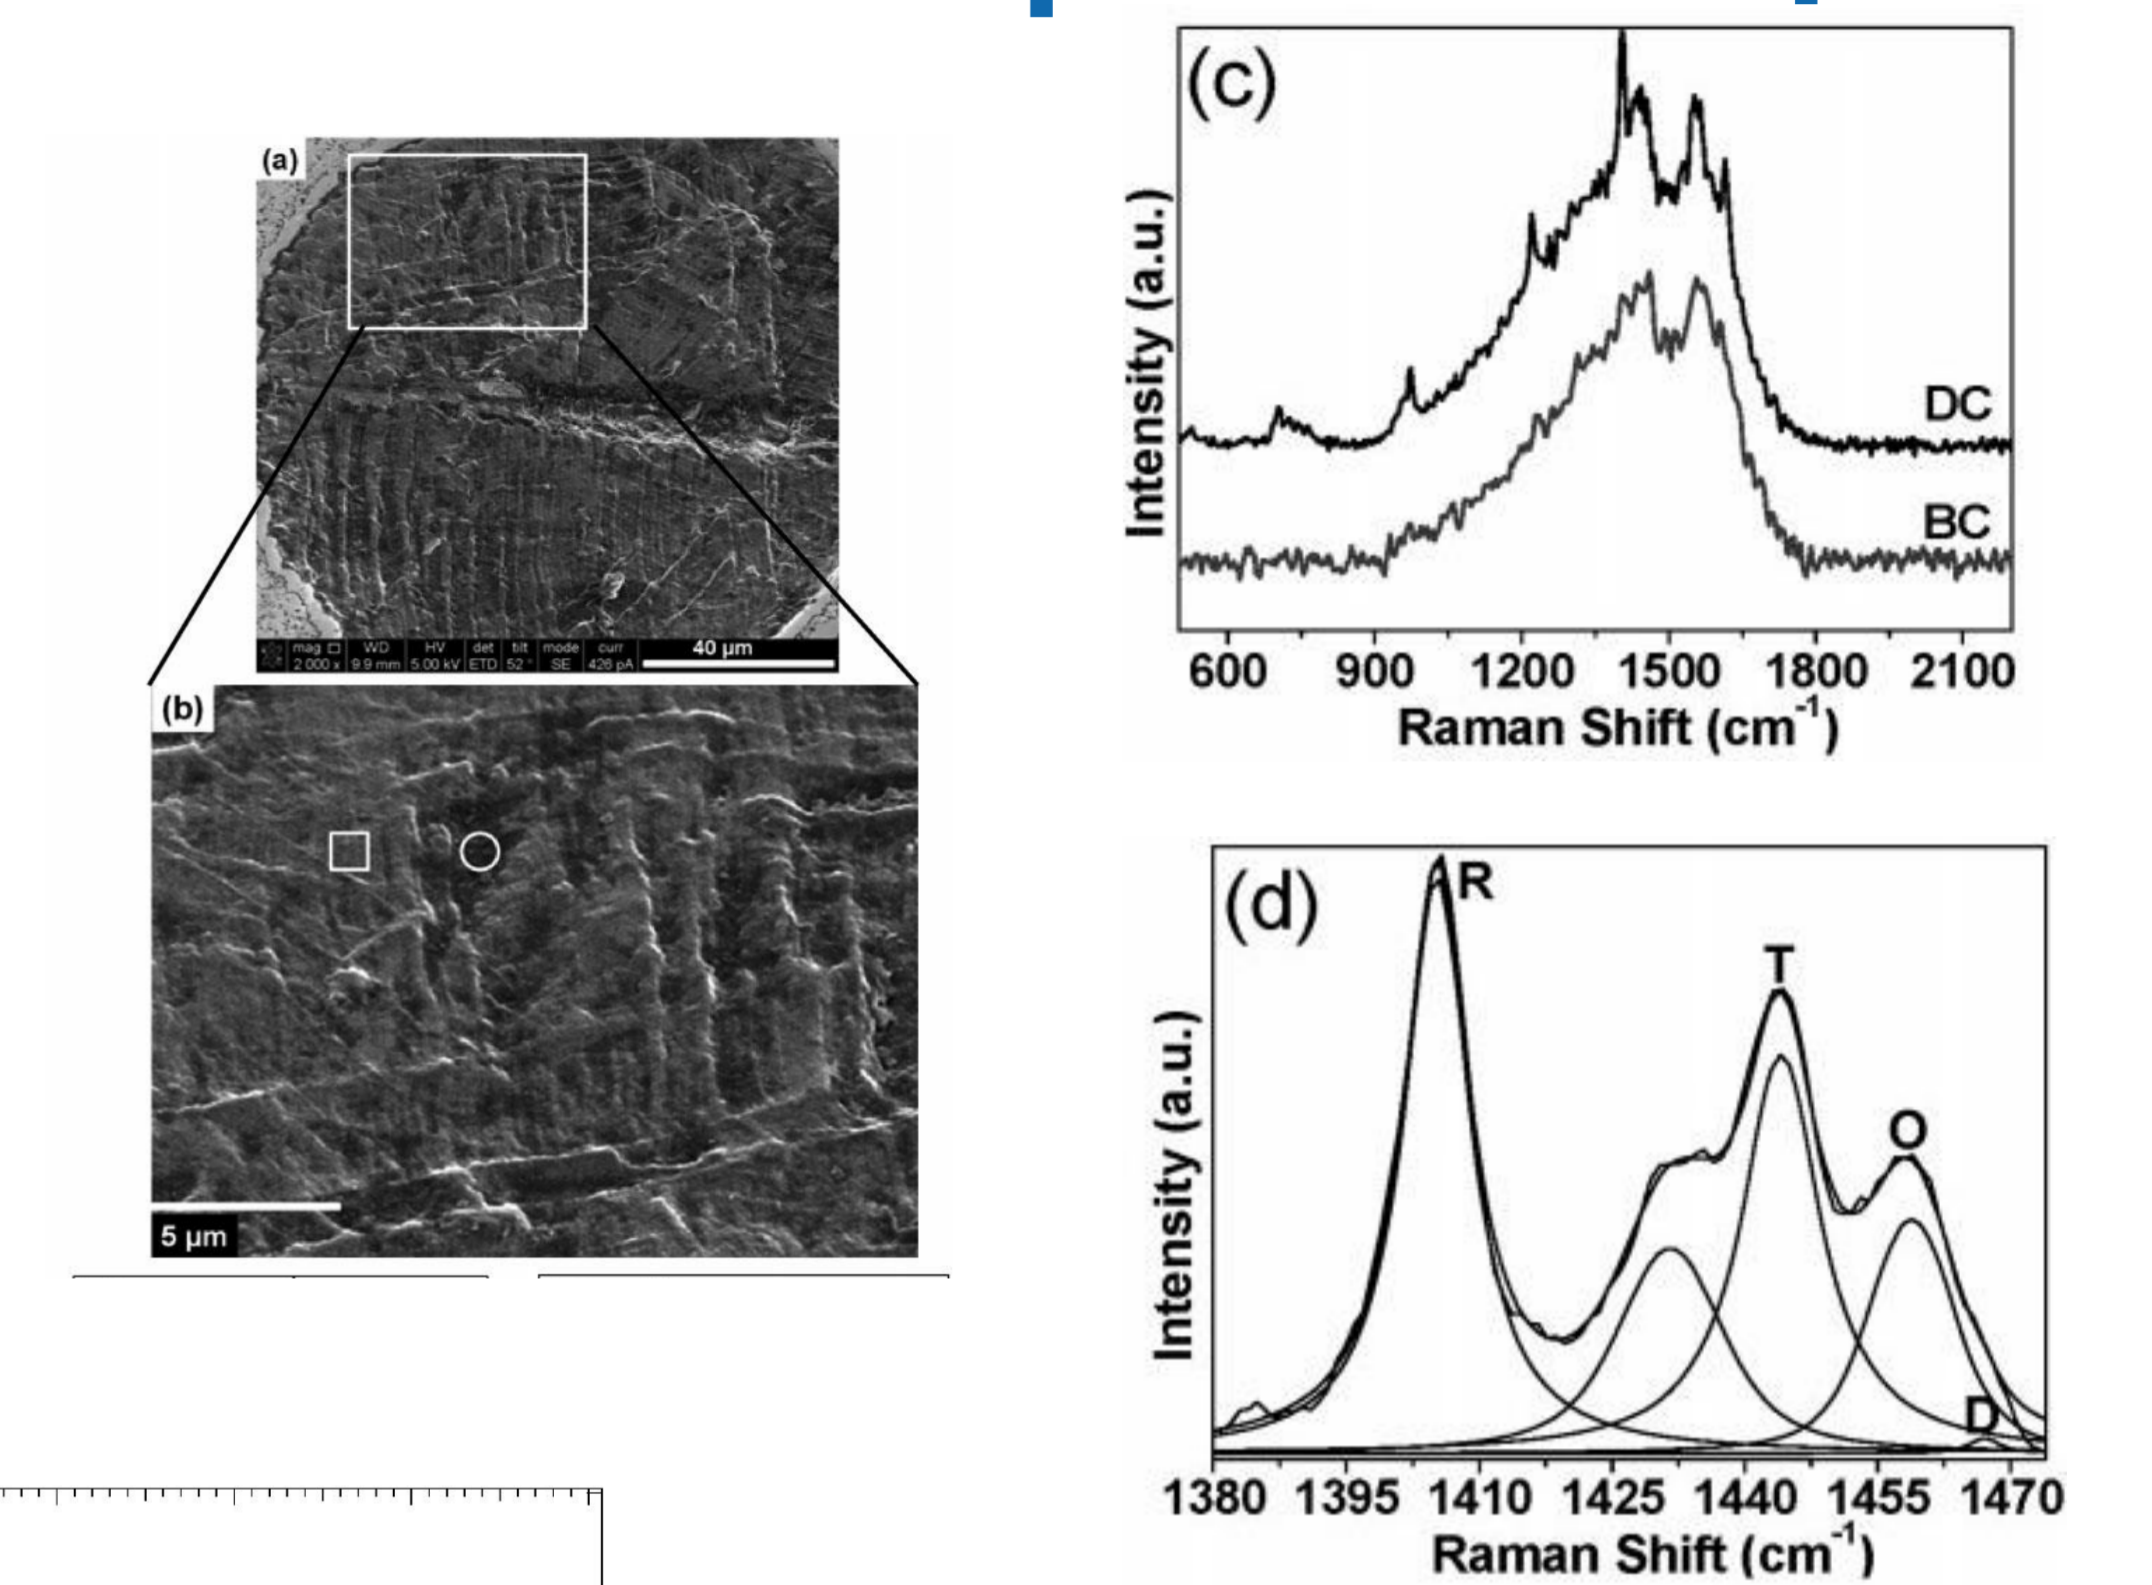 (a)
mag □ WD HV det tilt mode curr 40 µm
2 000 x 9.9 mm 5.00 kV ETD 52 ° SE 426 pA
(b)
5 µm
(c)
Intensity (a.u.)
DC
BC
600 900 1200 1500 1800 2100
Raman Shift (cm⁻¹)
(d)
R
T
O
D
Intensity (a.u.)
1380 1395 1410 1425 1440 1455 1470
Raman Shift (cm⁻¹)